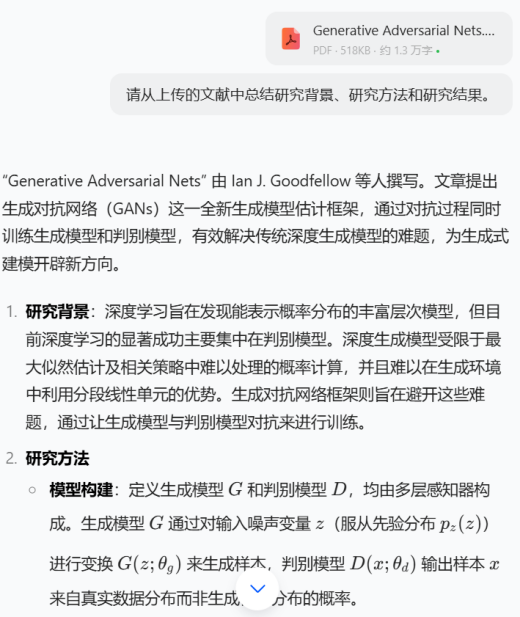 Generative Adversarial Nets....
PDF · 518KB · 约 1.3 万字
请从上传的文献中总结研究背景、研究方法和研究结果。
“Generative Adversarial Nets” 由 Ian J. Goodfellow 等人撰写。文章提出
生成对抗网络（GANs）这一全新生成模型估计框架，通过对抗过程同时
训练生成模型和判别模型，有效解决传统深度生成模型的难题，为生成式
建模开辟新方向。
1. 研究背景：深度学习旨在发现能表示概率分布的丰富层次模型，但目
前深度学习的显著成功主要集中在判别模型。深度生成模型受限于最
大似然估计及相关策略中难以处理的概率计算，并且难以在生成环境
中利用分段线性单元的优势。生成对抗网络框架则旨在避开这些难
题，通过让生成模型与判别模型对抗来进行训练。
2. 研究方法
模型构建：定义生成模型 G 和判别模型 D，均由多层感知器构
成。生成模型 G 通过对输入噪声变量 z（服从先验分布 p_z(z)）
进行变换 G(z; θ_g) 来生成样本，判别模型 D(x; θ_d) 输出样本 x
来自真实数据分布而非生成 分布的概率。